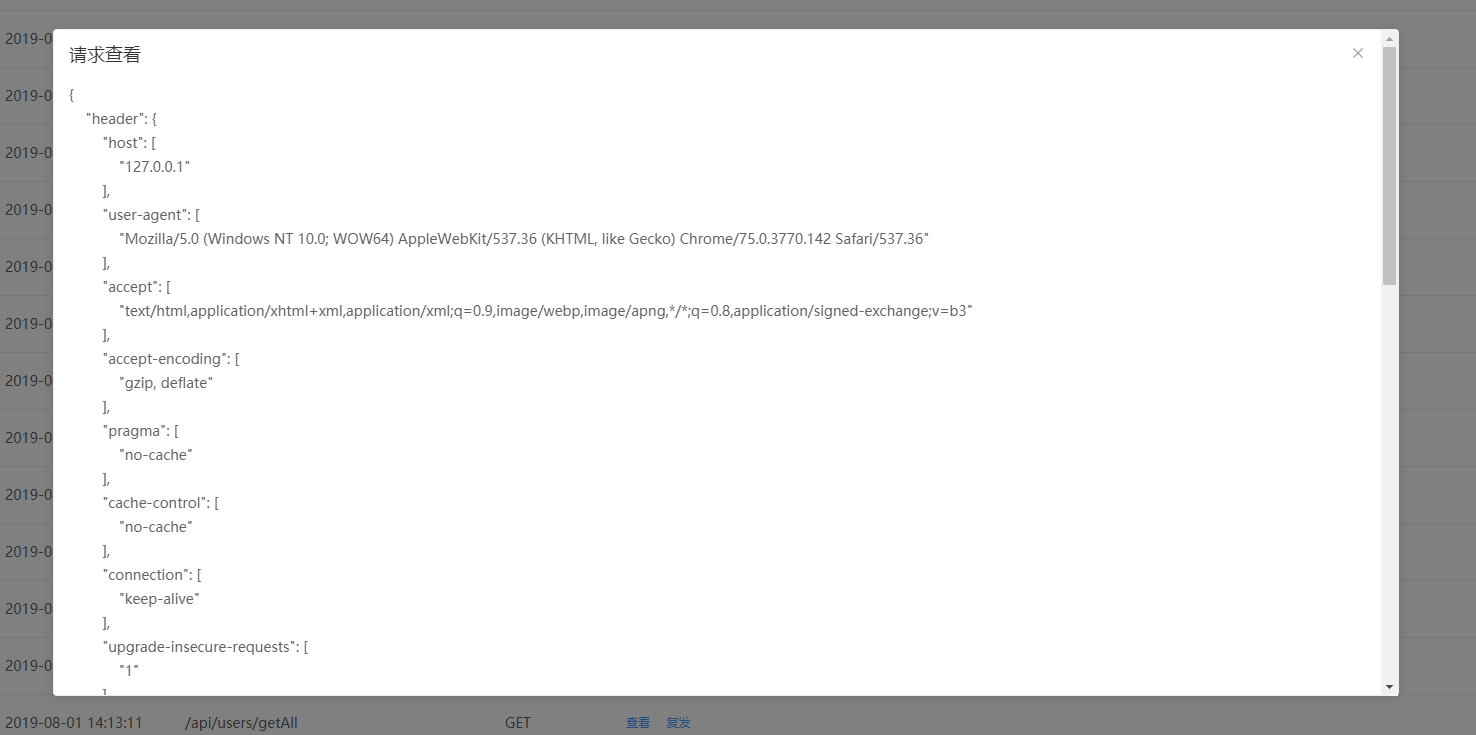 请求查看
{
"header": {
"host": [
"127.0.0.1"
],
"user-agent": [
"Mozilla/5.0 (Windows NT 10.0; WOW64) AppleWebKit/537.36 (KHTML, like Gecko) Chrome/75.0.3770.142 Safari/537.36"
],
"accept": [
"text/html,application/xhtml+xml,application/xml;q=0.9,image/webp,image/apng,*/*;q=0.8,application/signed-exchange;v=b3"
],
"accept-encoding": [
"gzip, deflate"
],
"pragma": [
"no-cache"
],
"cache-control": [
"no-cache"
],
"connection": [
"keep-alive"
],
"upgrade-insecure-requests": [
"1"
]
2019-0
2019-0
2019-0
2019-0
2019-0
2019-0
2019-0
2019-0
2019-0
2019-0
2019-0
2019-0
2019-08-01 14:13:11 /api/users/getAll GET 查看 复发